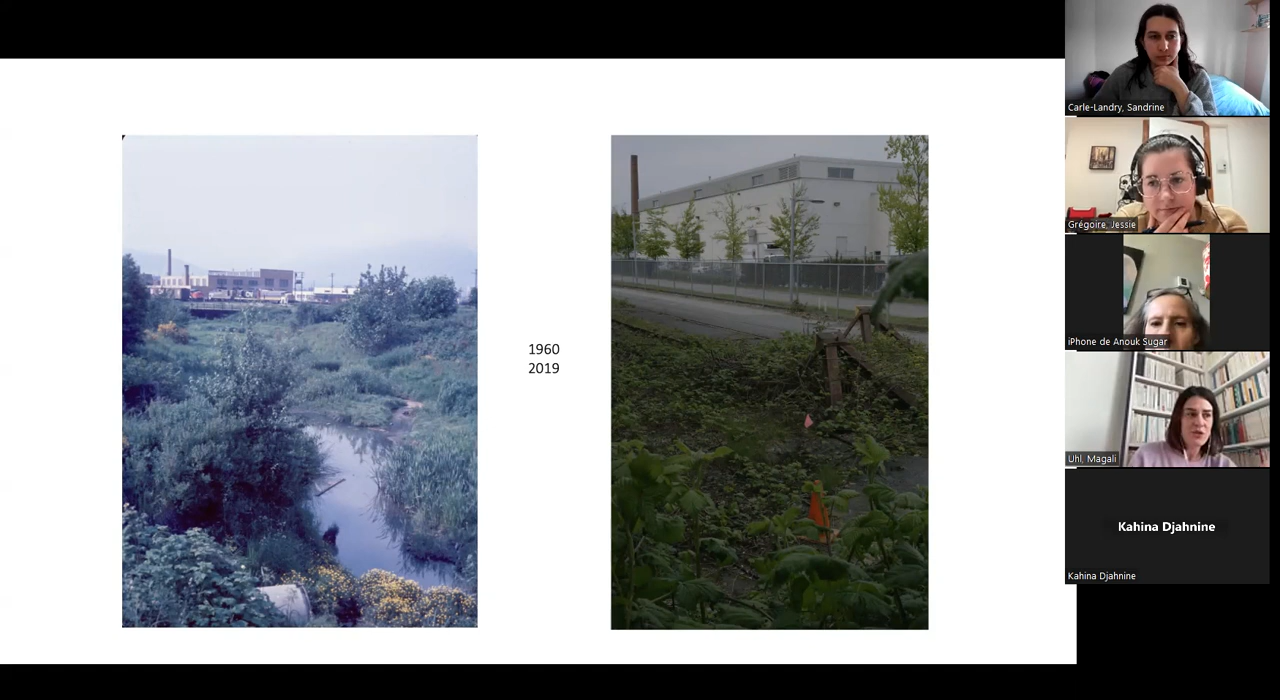 1960
2019
Carle-Landry, Sandrine
Grégoire, Jessie
iPhone de Anouk Sugar
Uhl, Magali
Kahina Djahnine
Kahina Djahnine